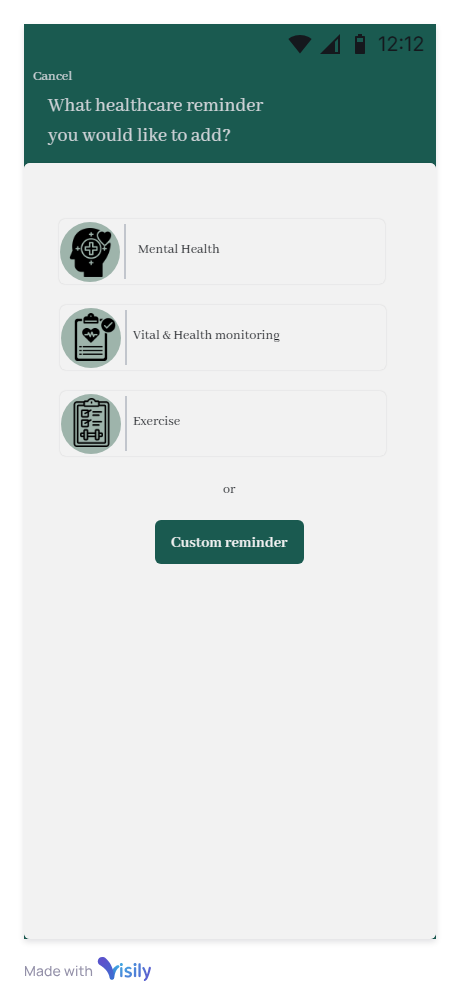 12:12
Cancel
What healthcare reminder
you would like to add?
Mental Health
Vital & Health monitoring
Exercise
or
Custom reminder
Made with Visily